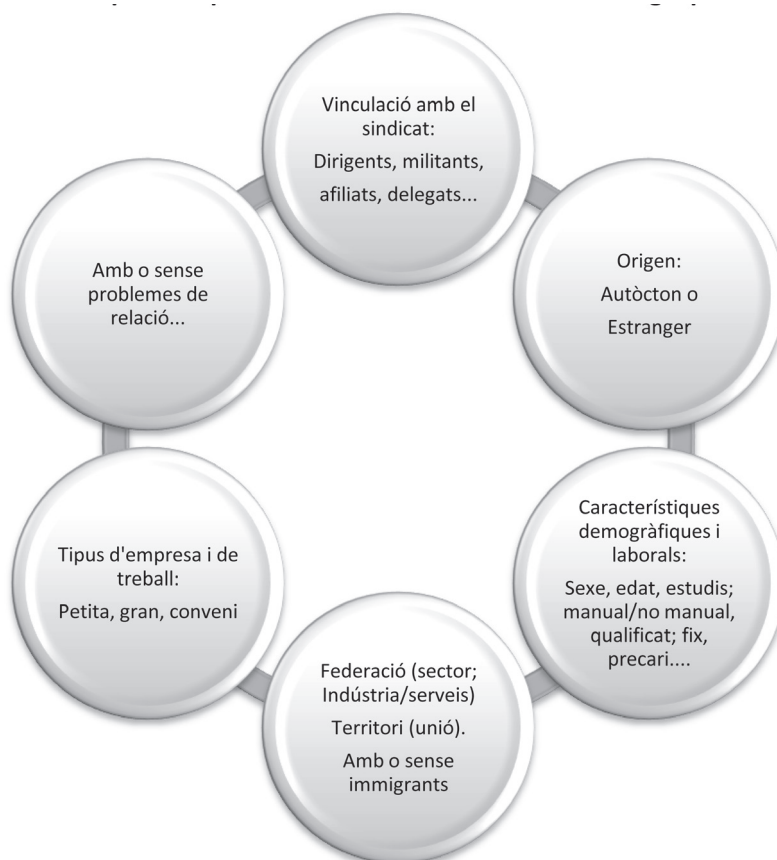 Vinculació amb el
sindicat:
Dirigents, militants,
afiliats, delegats...
Origen:
Autòcton o
Estranger
Característiques
demogràfiques i
laborals:
Sexe, edat, estudis;
manual/no manual,
qualificat; fix,
precari....
Federació (sector;
Indústria/serveis)
Territori (unió).
Amb o sense
immigrants
Tipus d'empresa i de
treball:
Petita, gran, conveni
Amb o sense
problemes de
relació...